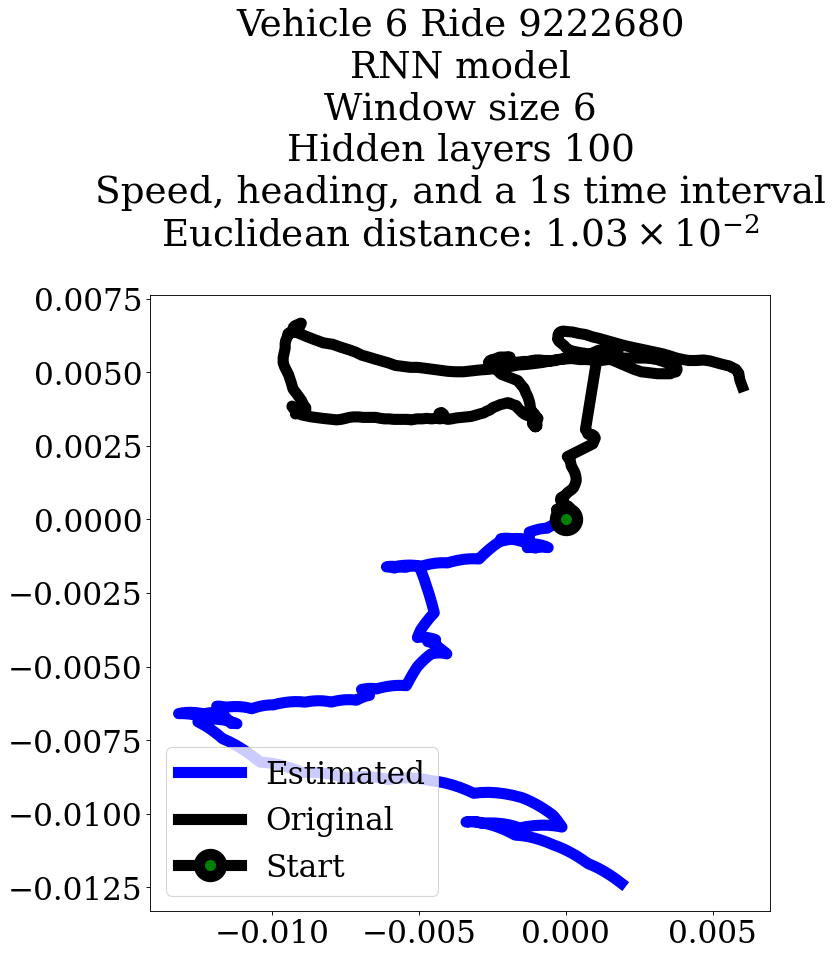 Vehicle 6 Ride 9222680
RNN model
Window size 6
Hidden layers 100
Speed, heading, and a 1s time interval
Euclidean distance: 1.03 × 10⁻²
0.0075
0.0050
0.0025
0.0000
−0.0025
−0.0050
−0.0075
−0.0100
−0.0125
Estimated
Original
Start
−0.010 −0.005 0.000 0.005